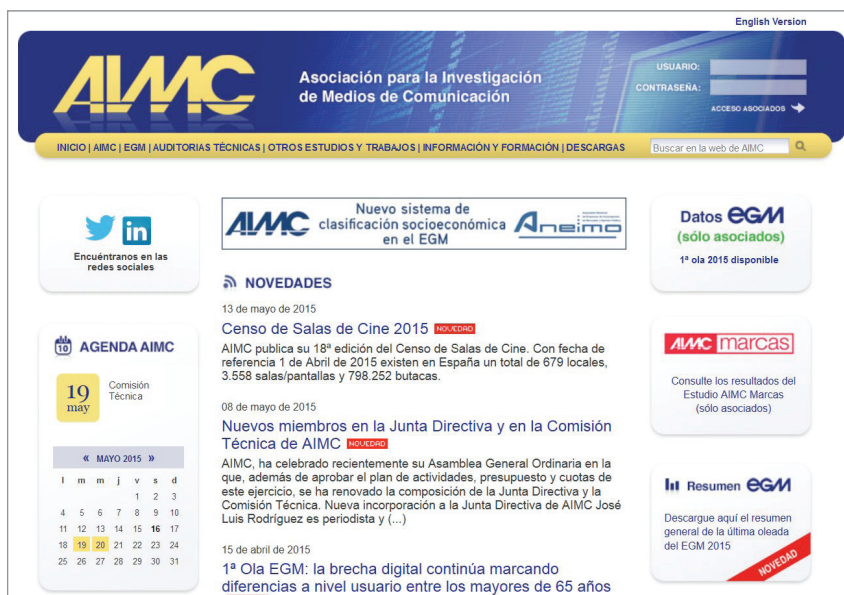 English Version
AIMC
Asociación para la Investigación
de Medios de Comunicación
USUARIO:
CONTRASEÑA:
ACCESO ASOCIADOS
INICIO | AIMC | EGM | AUDITORIAS TÉCNICAS | OTROS ESTUDIOS Y TRABAJOS | INFORMACIÓN Y FORMACIÓN | DESCARGAS
Buscar en la web de AIMC
Encuéntranos en las
redes sociales
10
AGENDA AIMC
19
may
Comisión
Técnica
« MAYO 2015 »
l m m j v s d
1 2 3
4 5 6 7 8 9 10
11 12 13 14 15 16 17
18 19 20 21 22 23 24
25 26 27 28 29 30 31
AIMC
Nuevo sistema de
clasificación socioeconómica
en el EGM
Aneimo
NOVEDADES
13 de mayo de 2015
Censo de Salas de Cine 2015 NOVEDAD
AIMC publica su 18ª edición del Censo de Salas de Cine. Con fecha de
referencia 1 de Abril de 2015 existen en España un total de 679 locales,
3.558 salas/pantallas y 798.252 butacas.
08 de mayo de 2015
Nuevos miembros en la Junta Directiva y en la Comisión
Técnica de AIMC NOVEDAD
AIMC, ha celebrado recientemente su Asamblea General Ordinaria en la
que, además de aprobar el plan de actividades, presupuesto y cuotas de
este ejercicio, se ha renovado la composición de la Junta Directiva y la
Comisión Técnica. Nueva incorporación a la Junta Directiva de AIMC José
Luis Rodríguez es periodista y (...)
15 de abril de 2015
1ª Ola EGM: la brecha digital continúa marcando
diferencias a nivel usuario entre los mayores de 65 años
Datos EGM
(sólo asociados)
1ª ola 2015 disponible
AIMC marcas
Consulte los resultados del
Estudio AIMC Marcas
(sólo asociados)
Resumen EGM
Descargue aquí el resumen
general de la última oleada
del EGM 2015
NOVEDAD